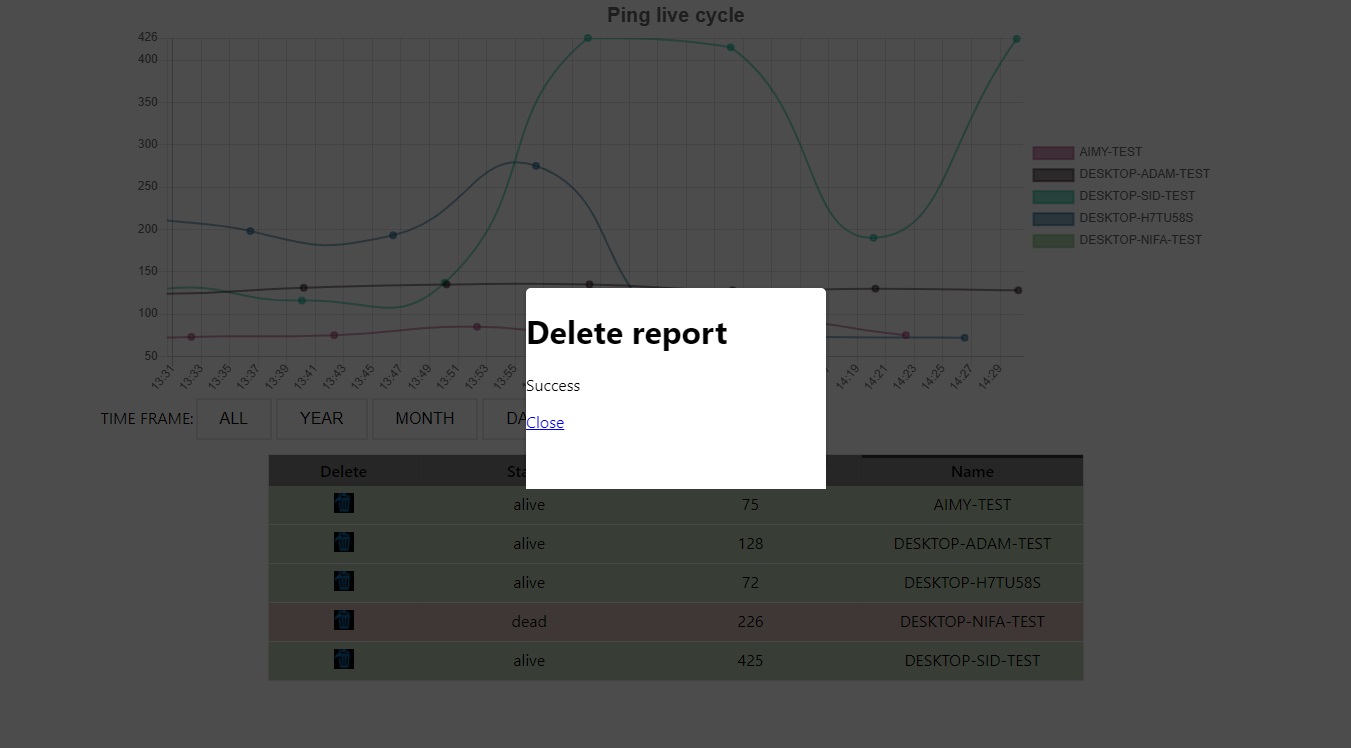 Ping live cycle
426
400
350
300
250
200
150
100
50
13:31 13:33 13:35 13:37 13:39 13:41 13:43 13:45 13:47 13:49 13:51 13:53 13:55 14:19 14:21 14:23 14:25 14:27 14:29
AIMY-TEST
DESKTOP-ADAM-TEST
DESKTOP-SID-TEST
DESKTOP-H7TU58S
DESKTOP-NIFA-TEST
Delete report
Success
Close
TIME FRAME: ALL YEAR MONTH DA
Delete Sta Name
alive 75 AIMY-TEST
alive 128 DESKTOP-ADAM-TEST
alive 72 DESKTOP-H7TU58S
dead 226 DESKTOP-NIFA-TEST
alive 425 DESKTOP-SID-TEST